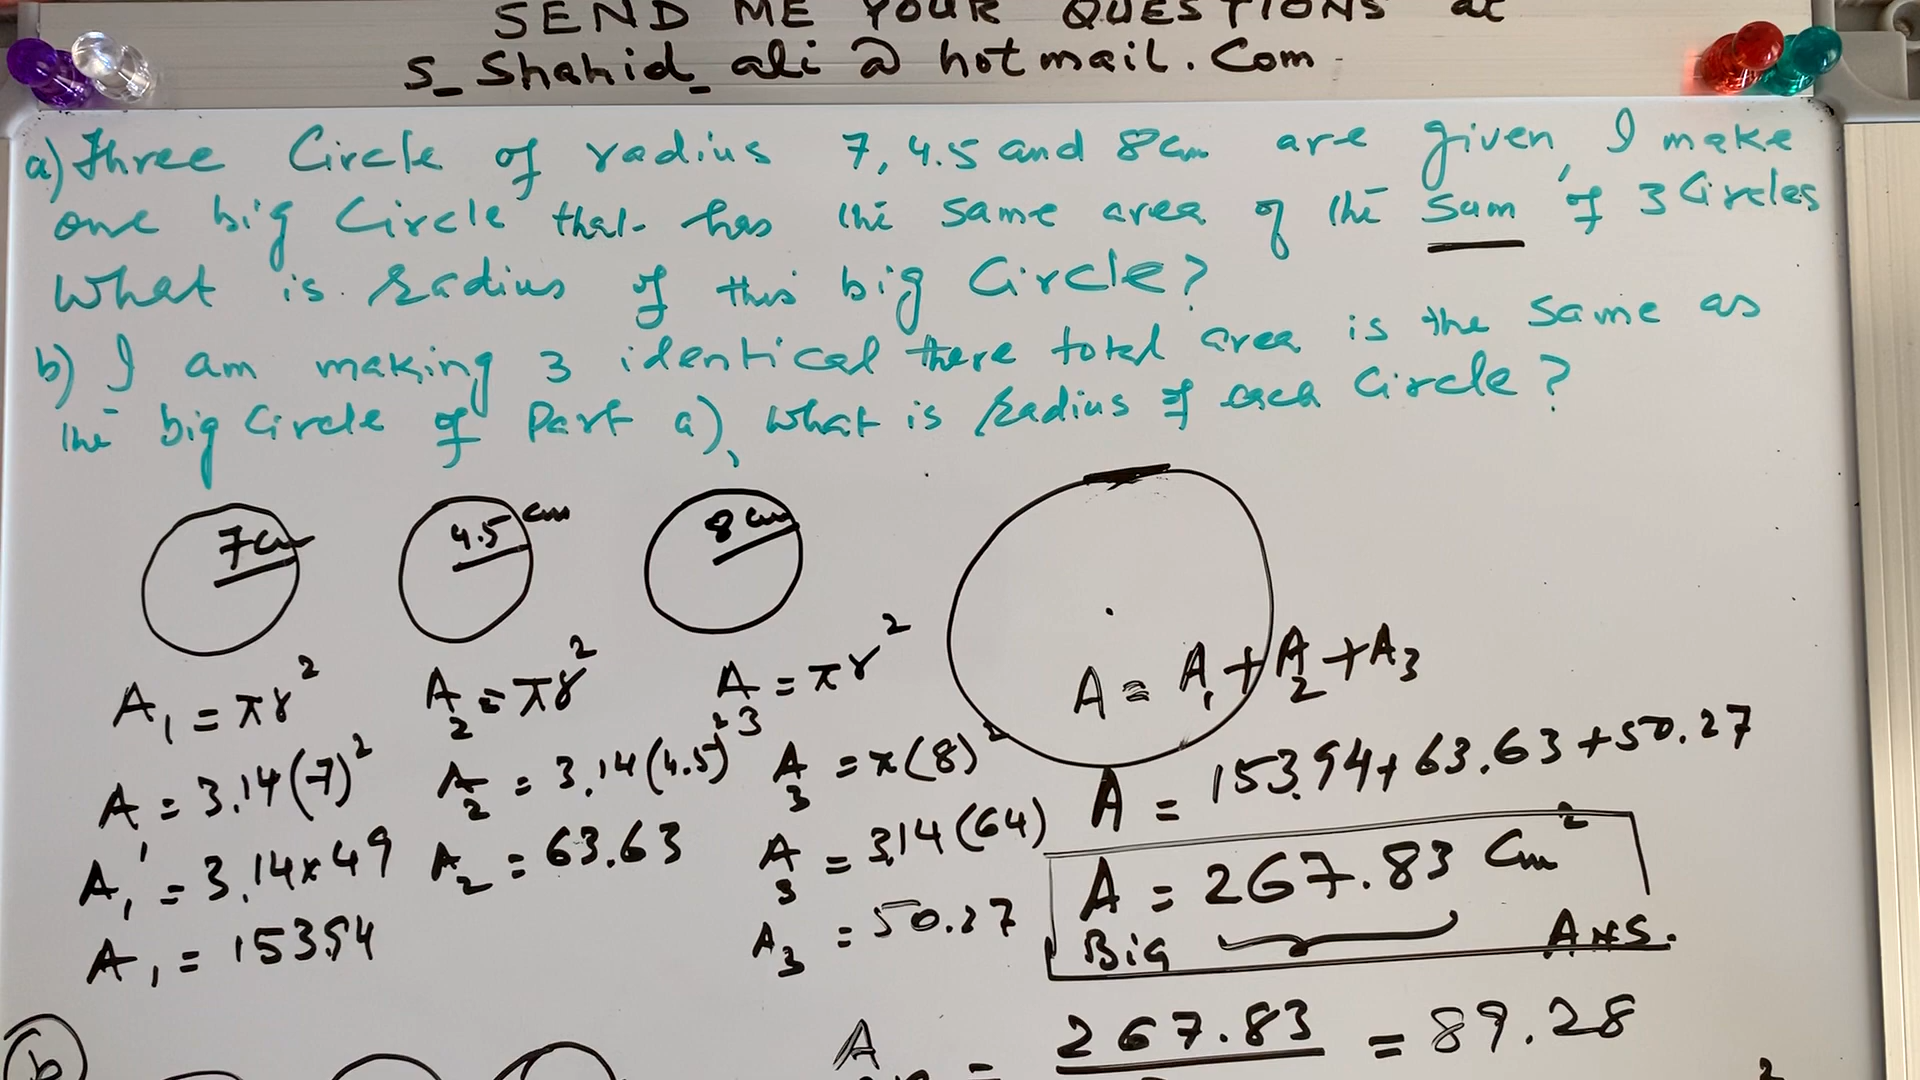 SEND ME YOUR QUESTIONS at
S_Shahid_ali @ hotmail.Com
a) Three Circle of radius 7, 4.5 and 8cm are given, I make
one big Circle that has the same area of the sum of 3 Circles
What is radius of this big Circle?
b) I am making 3 identical there total area is the same as
the big Circle of Part a), What is radius of each Circle?
7cm
4.5 cm
8 cm
A₁ = πr²
A₂ = πr²
A₃ = πr²
A = A₁ + A₂ + A₃
A₁ = 3.14(7)²
A₂ = 3.14(4.5)²
A₃ = π(8)²
A = 153.94 + 63.63 + 50.27
A₁ = 3.14x49
A₂ = 63.63
A₃ = 3.14(64)
A Big = 267.83 Cm² Ans.
A₁ = 153.94
A₃ = 50.27
b
A = 267.83 = 89.28
2